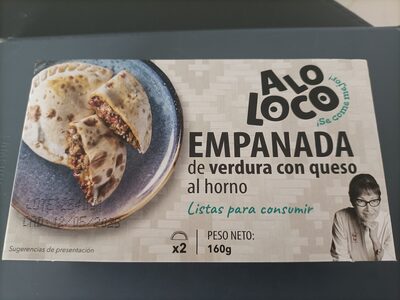 A LO
LOCO
¡Se come mejor!
EMPANADA
de verdura con queso
al horno
Listas para consumir
x2
PESO NETO:
160g
Sugerencias de presentación